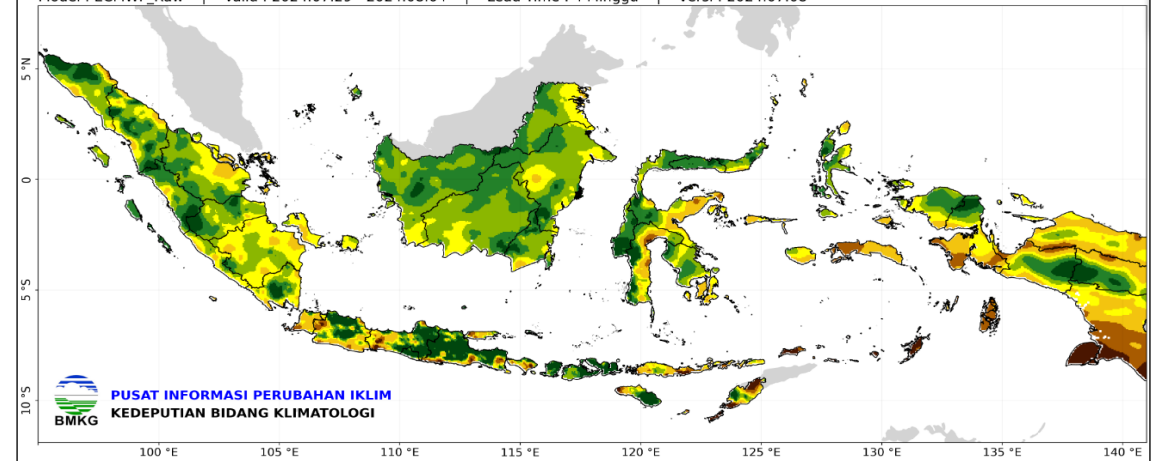 5 °N
0
5 °S
10 °S
BMKG
PUSAT INFORMASI PERUBAHAN IKLIM
KEDEPUTIAN BIDANG KLIMATOLOGI
100 °E 105 °E 110 °E 115 °E 120 °E 125 °E 130 °E 135 °E 140 °E